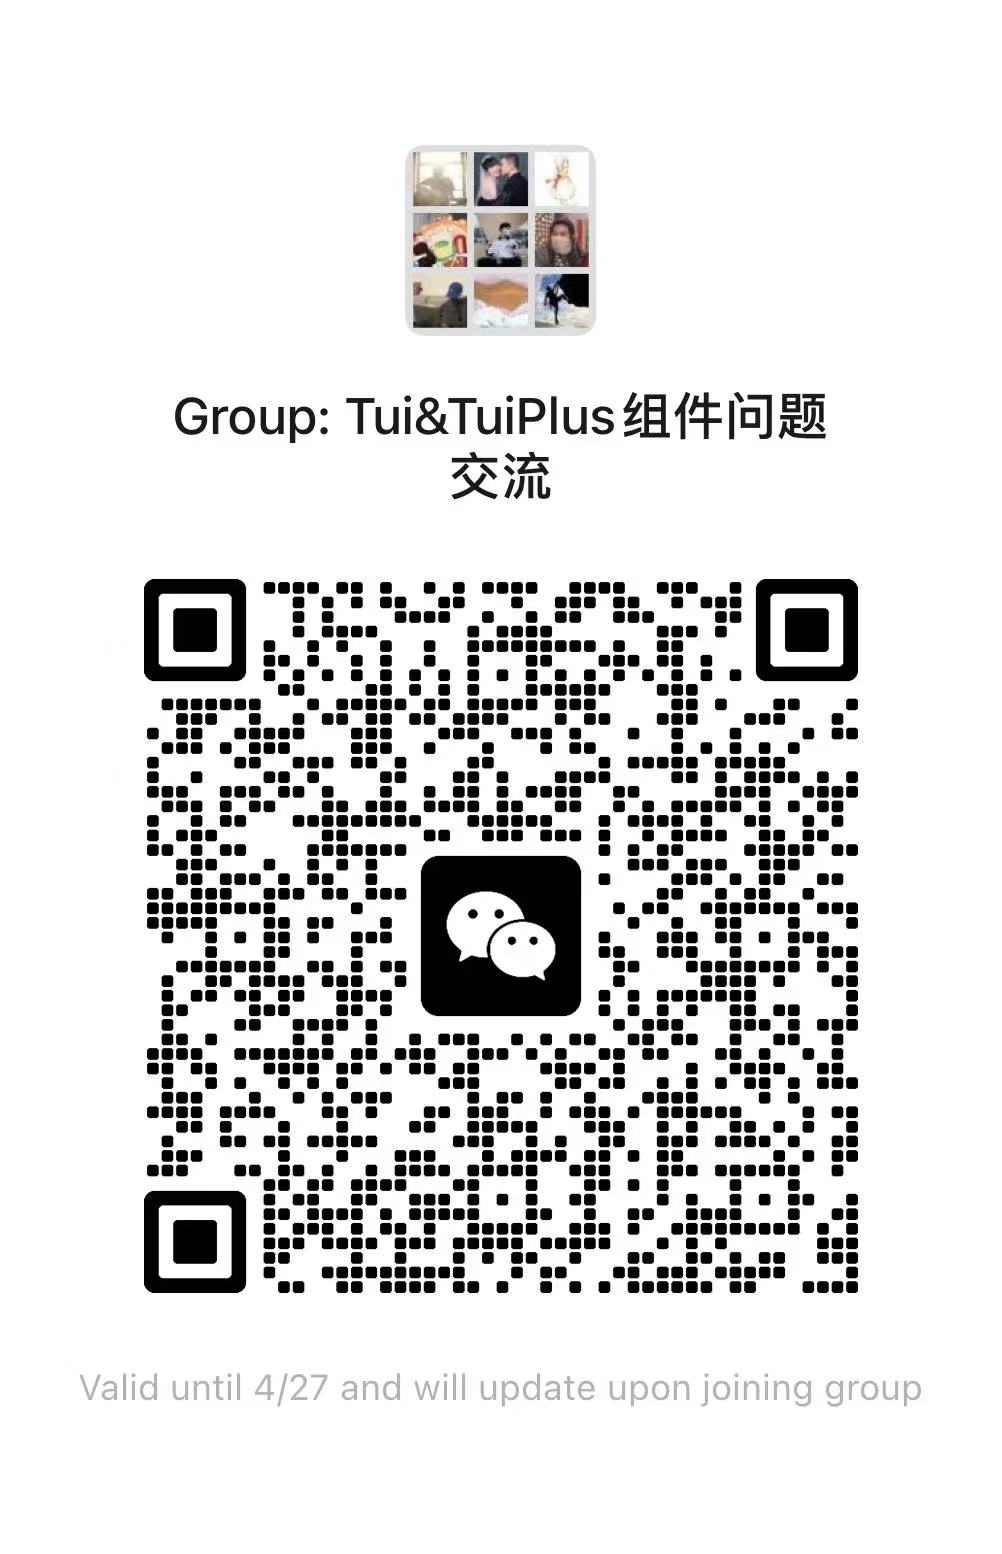 Group: Tui&TuiPlus组件问题
交流
Valid until 4/27 and will update upon joining group